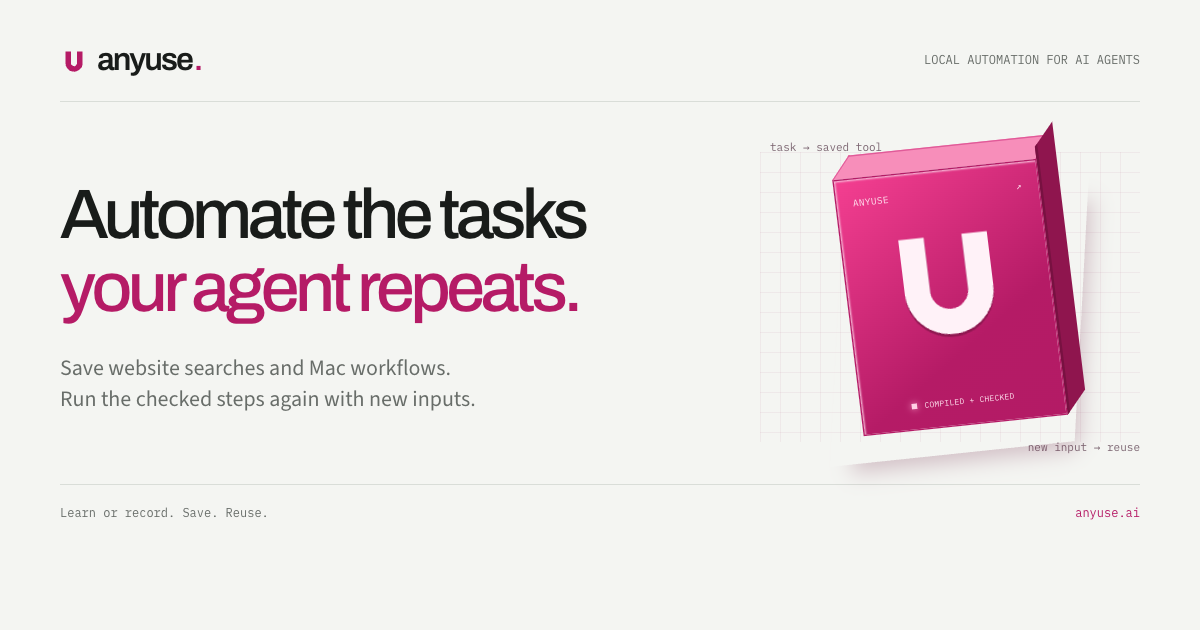 anyuse.
LOCAL AUTOMATION FOR AI AGENTS
Automate the tasks
your agent repeats.
Save website searches and Mac workflows.
Run the checked steps again with new inputs.
task → saved tool
ANYUSE ↗
U
COMPILED + CHECKED
new input → reuse
Learn or record. Save. Reuse.
anyuse.ai